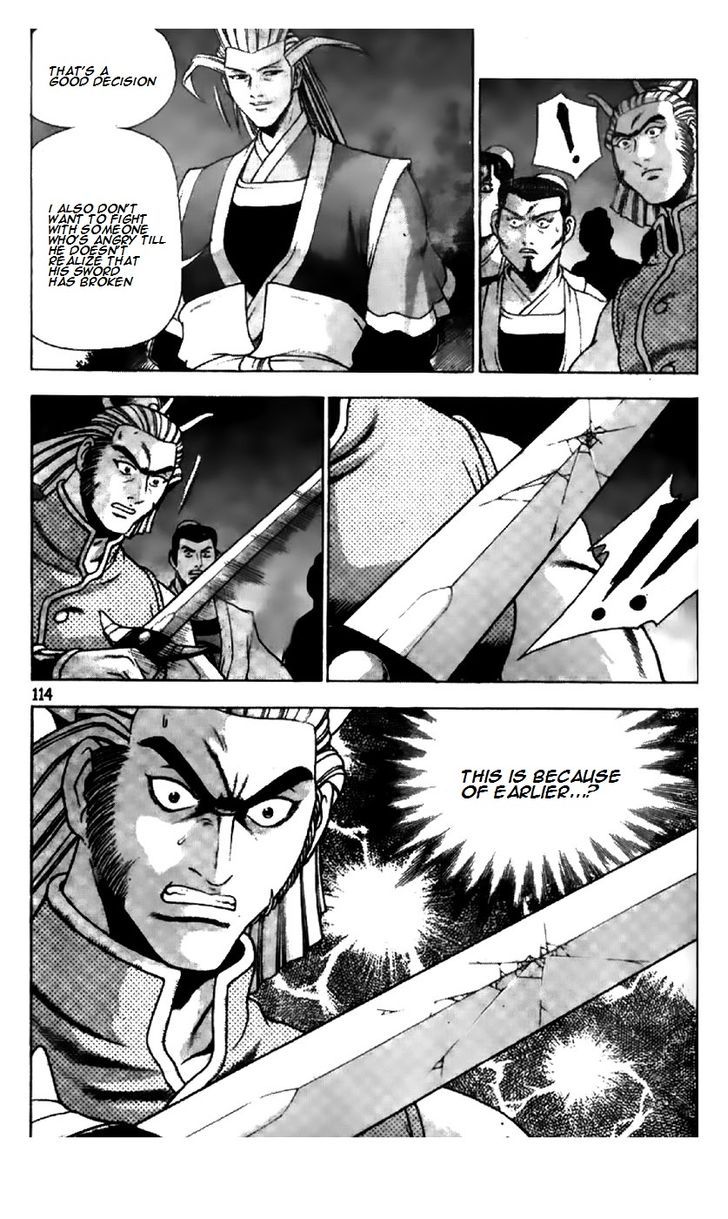 THAT'S A
GOOD DECISION
I ALSO DON'T
WANT TO FIGHT
WITH SOMEONE
WHO'S ANGRY TILL
HE DOESN'T
REALIZE THAT
HIS SWORD
HAS BROKEN
!
!!
114
THIS IS BECAUSE
OF EARLIER...?